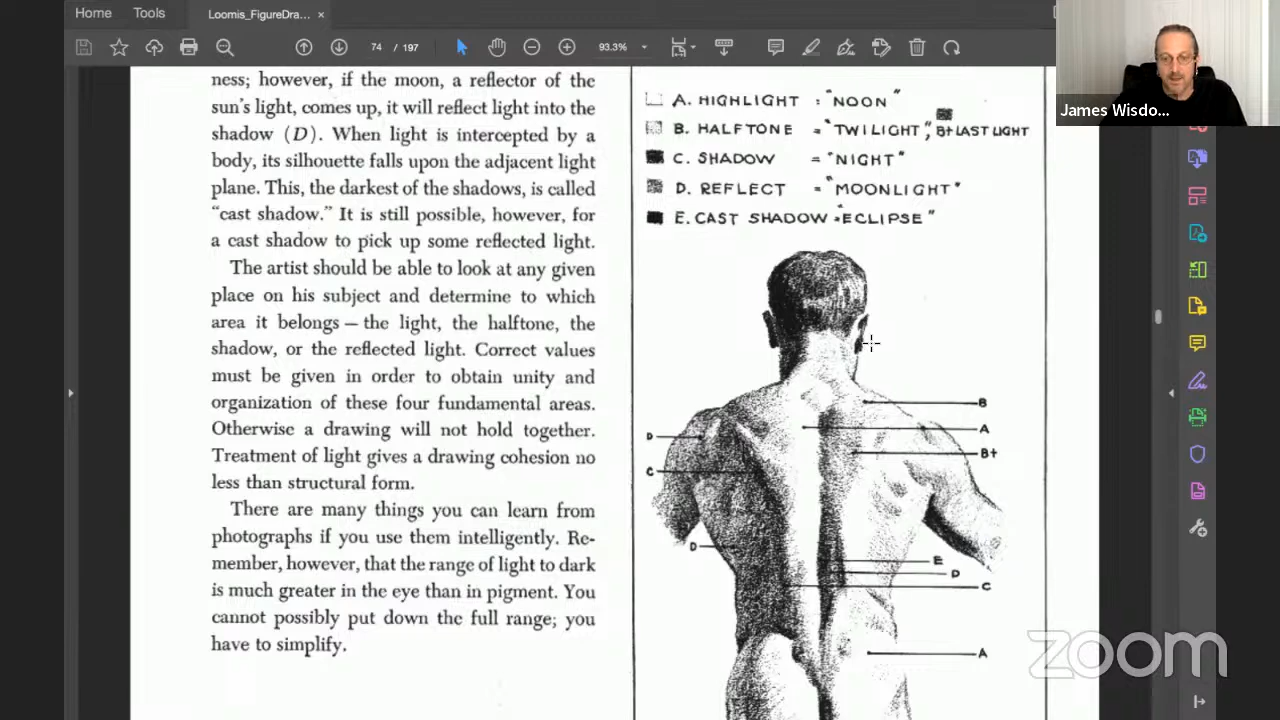 Home
Tools
Loomis_FigureDra... ×
74 / 197
93.3%
James Wisdo...
ness; however, if the moon, a reflector of the
sun's light, comes up, it will reflect light into the
shadow (D). When light is intercepted by a
body, its silhouette falls upon the adjacent light
plane. This, the darkest of the shadows, is called
“cast shadow.” It is still possible, however, for
a cast shadow to pick up some reflected light.
The artist should be able to look at any given
place on his subject and determine to which
area it belongs — the light, the halftone, the
shadow, or the reflected light. Correct values
must be given in order to obtain unity and
organization of these four fundamental areas.
Otherwise a drawing will not hold together.
Treatment of light gives a drawing cohesion no
less than structural form.
There are many things you can learn from
photographs if you use them intelligently. Re-
member, however, that the range of light to dark
is much greater in the eye than in pigment. You
cannot possibly put down the full range; you
have to simplify.
A. HIGHLIGHT : "NOON"
B. HALFTONE = "TWILIGHT", B+ LAST LIGHT
C. SHADOW = "NIGHT"
D. REFLECT = "MOONLIGHT"
E. CAST SHADOW = "ECLIPSE"
B
A
D
B+
C
D
E
D
C
A
zoom